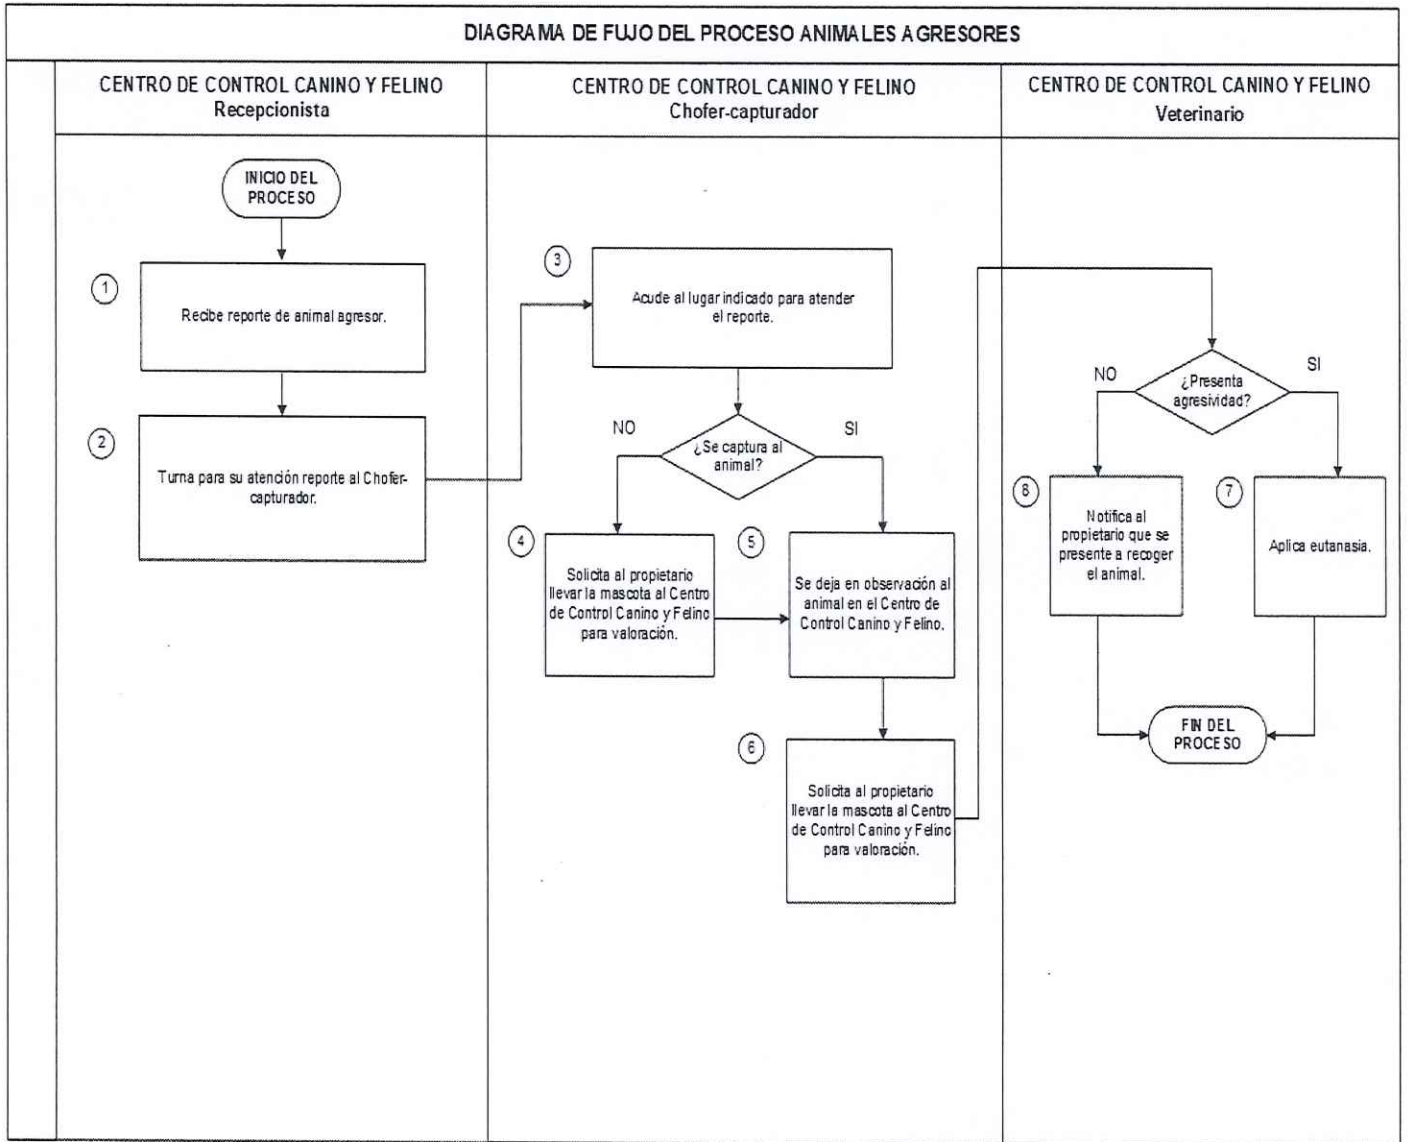 DIAGRAMA DE FUJO DEL PROCESO ANIMALES AGRESORES
CENTRO DE CONTROL CANINO Y FELINO
Recepcionista
CENTRO DE CONTROL CANINO Y FELINO
Chofer-capturador
CENTRO DE CONTROL CANINO Y FELINO
Veterinario
INICIO DEL
PROCESO
1
Recibe reporte de animal agresor.
2
Turna para su atención reporte al Chofer-
capturador.
3
Acude al lugar indicado para atender
el reporte.
¿Se captura al
animal?
NO
SI
4
Solicita al propietario
llevar la mascota al Centro
de Control Canino y Felino
para valoración.
5
Se deja en observación al
animal en el Centro de
Control Canino y Felino.
6
Solicita al propietario
llevar la mascota al Centro
de Control Canino y Felino
para valoración.
¿Presenta
agresividad?
NO
SI
8
Notifica al
propietario que se
presente a recoger
el animal.
7
Aplica eutanasia.
FIN DEL
PROCESO